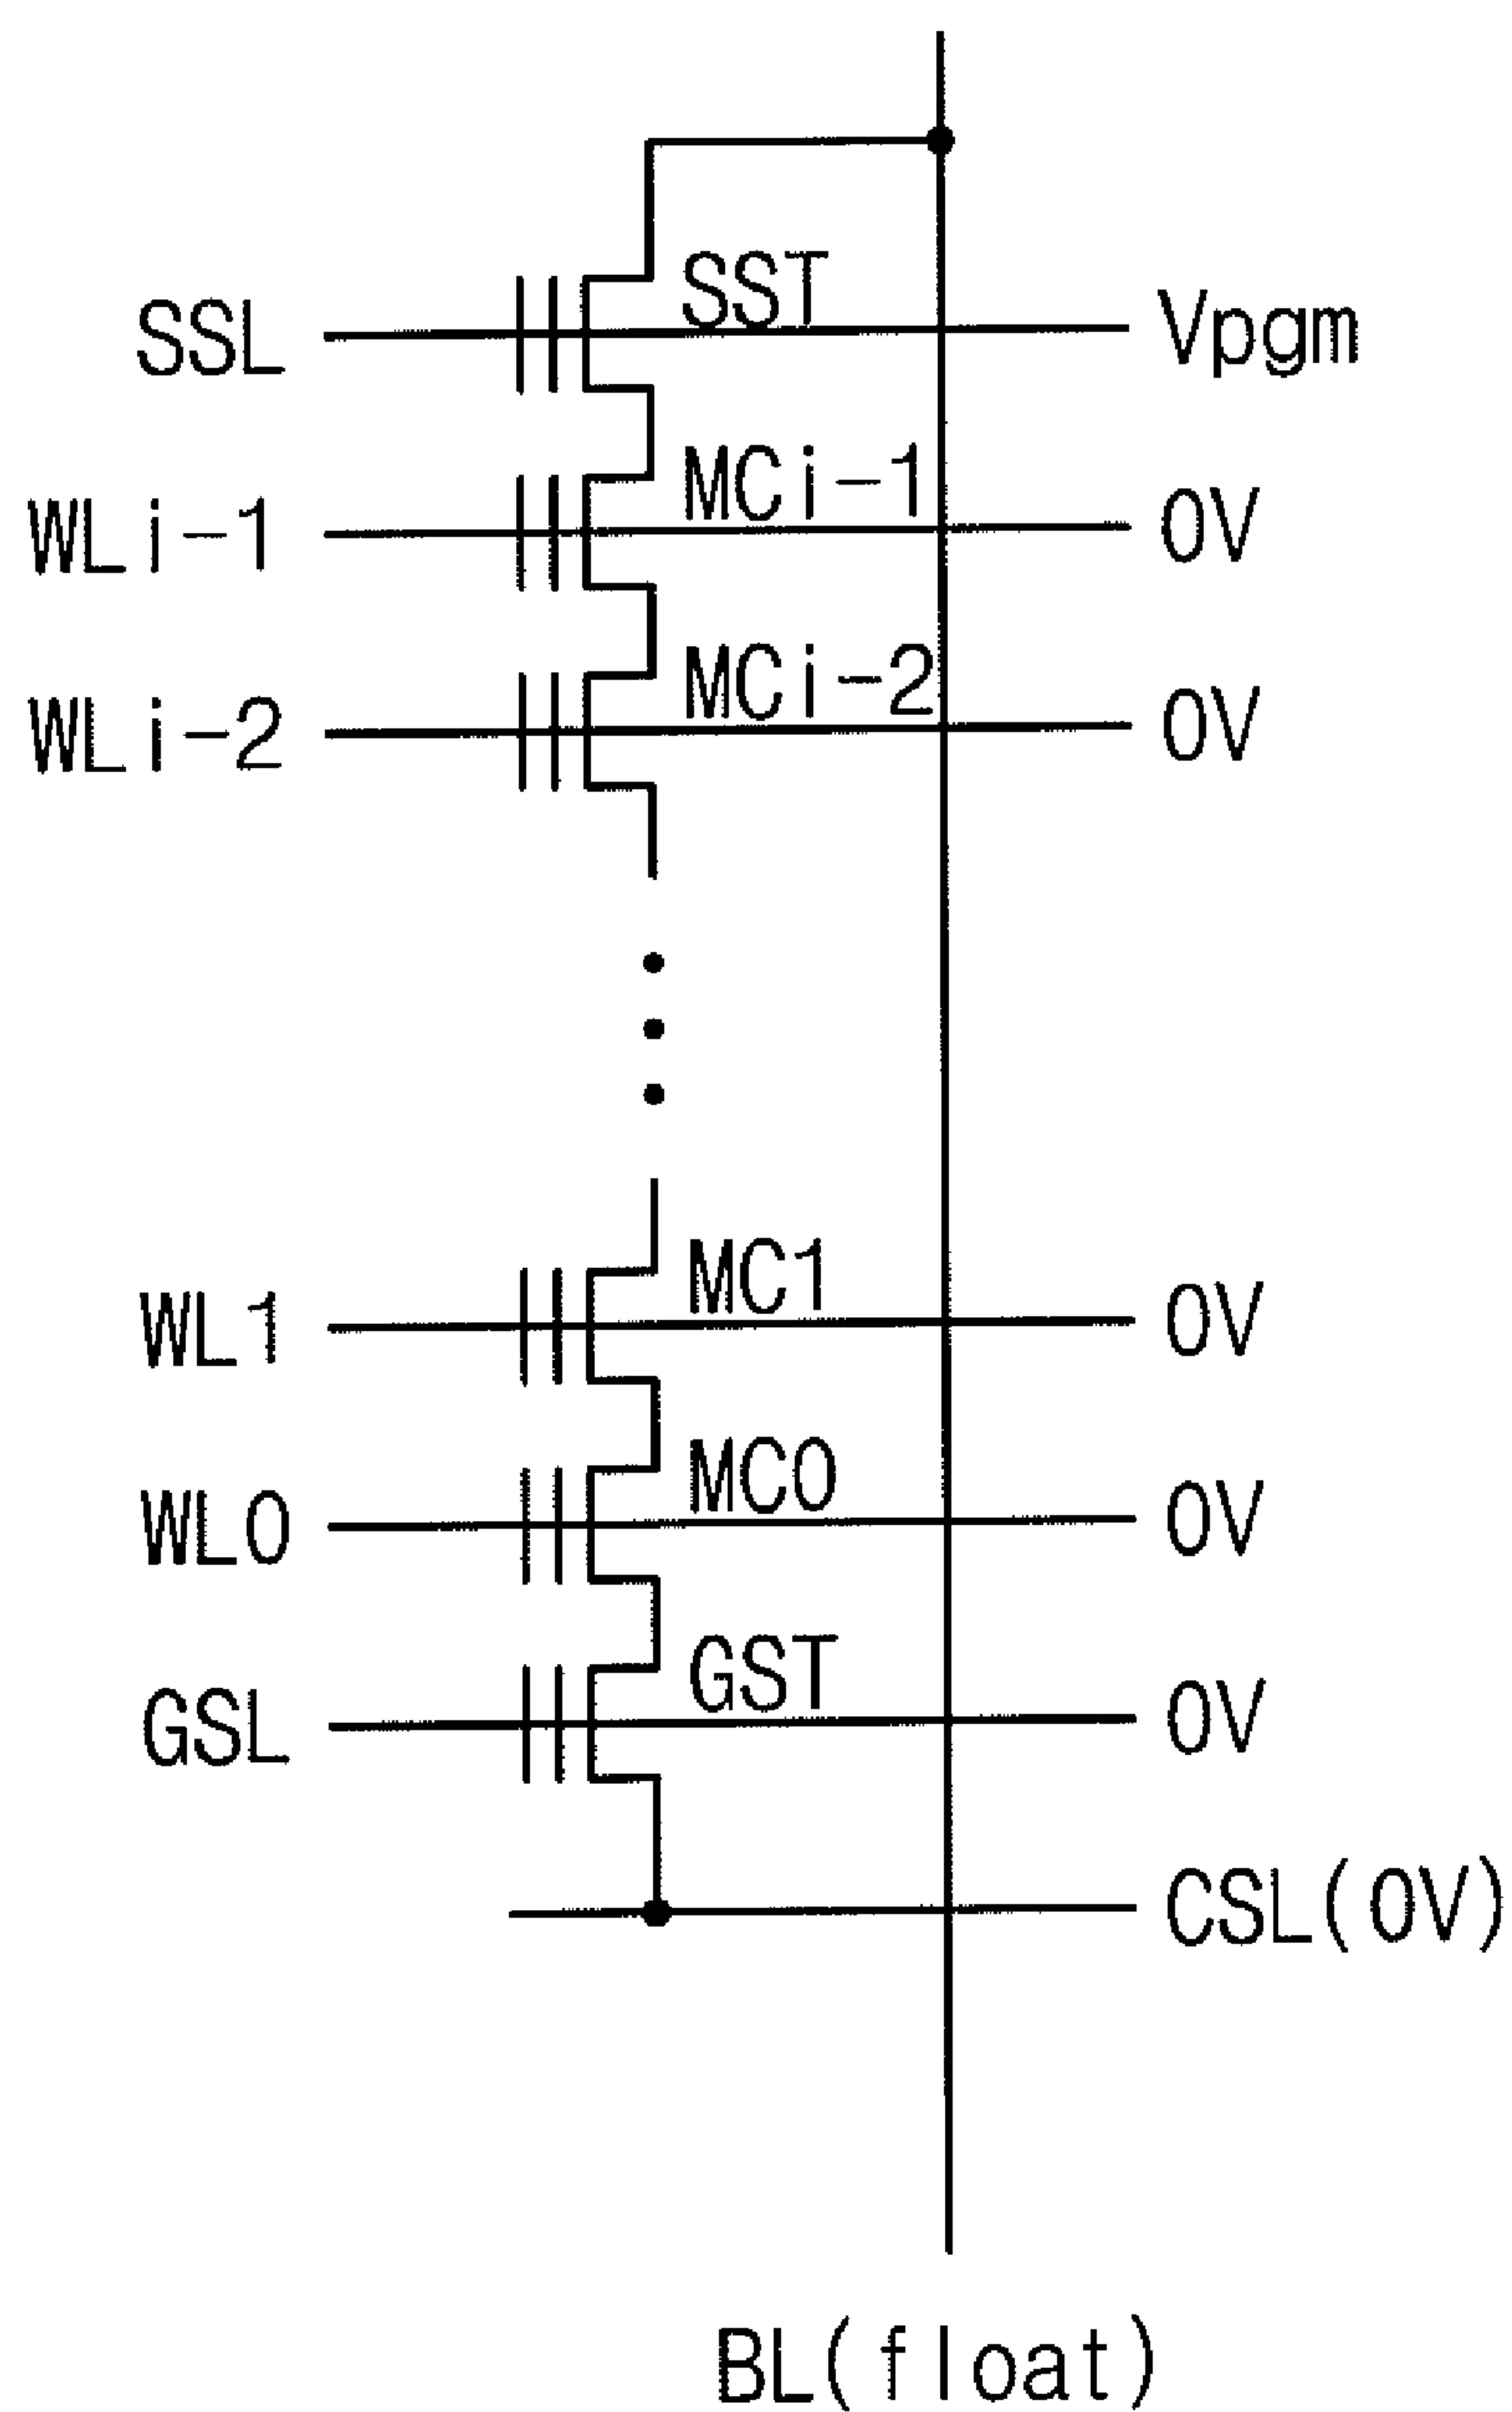 SSL SST Vpgm
WLi-1 MCi-1 0V
WLi-2 MCi-2 0V
WL1 MC1 0V
WL0 MC0 0V
GSL GST 0V
CSL(0V)
BL(float)